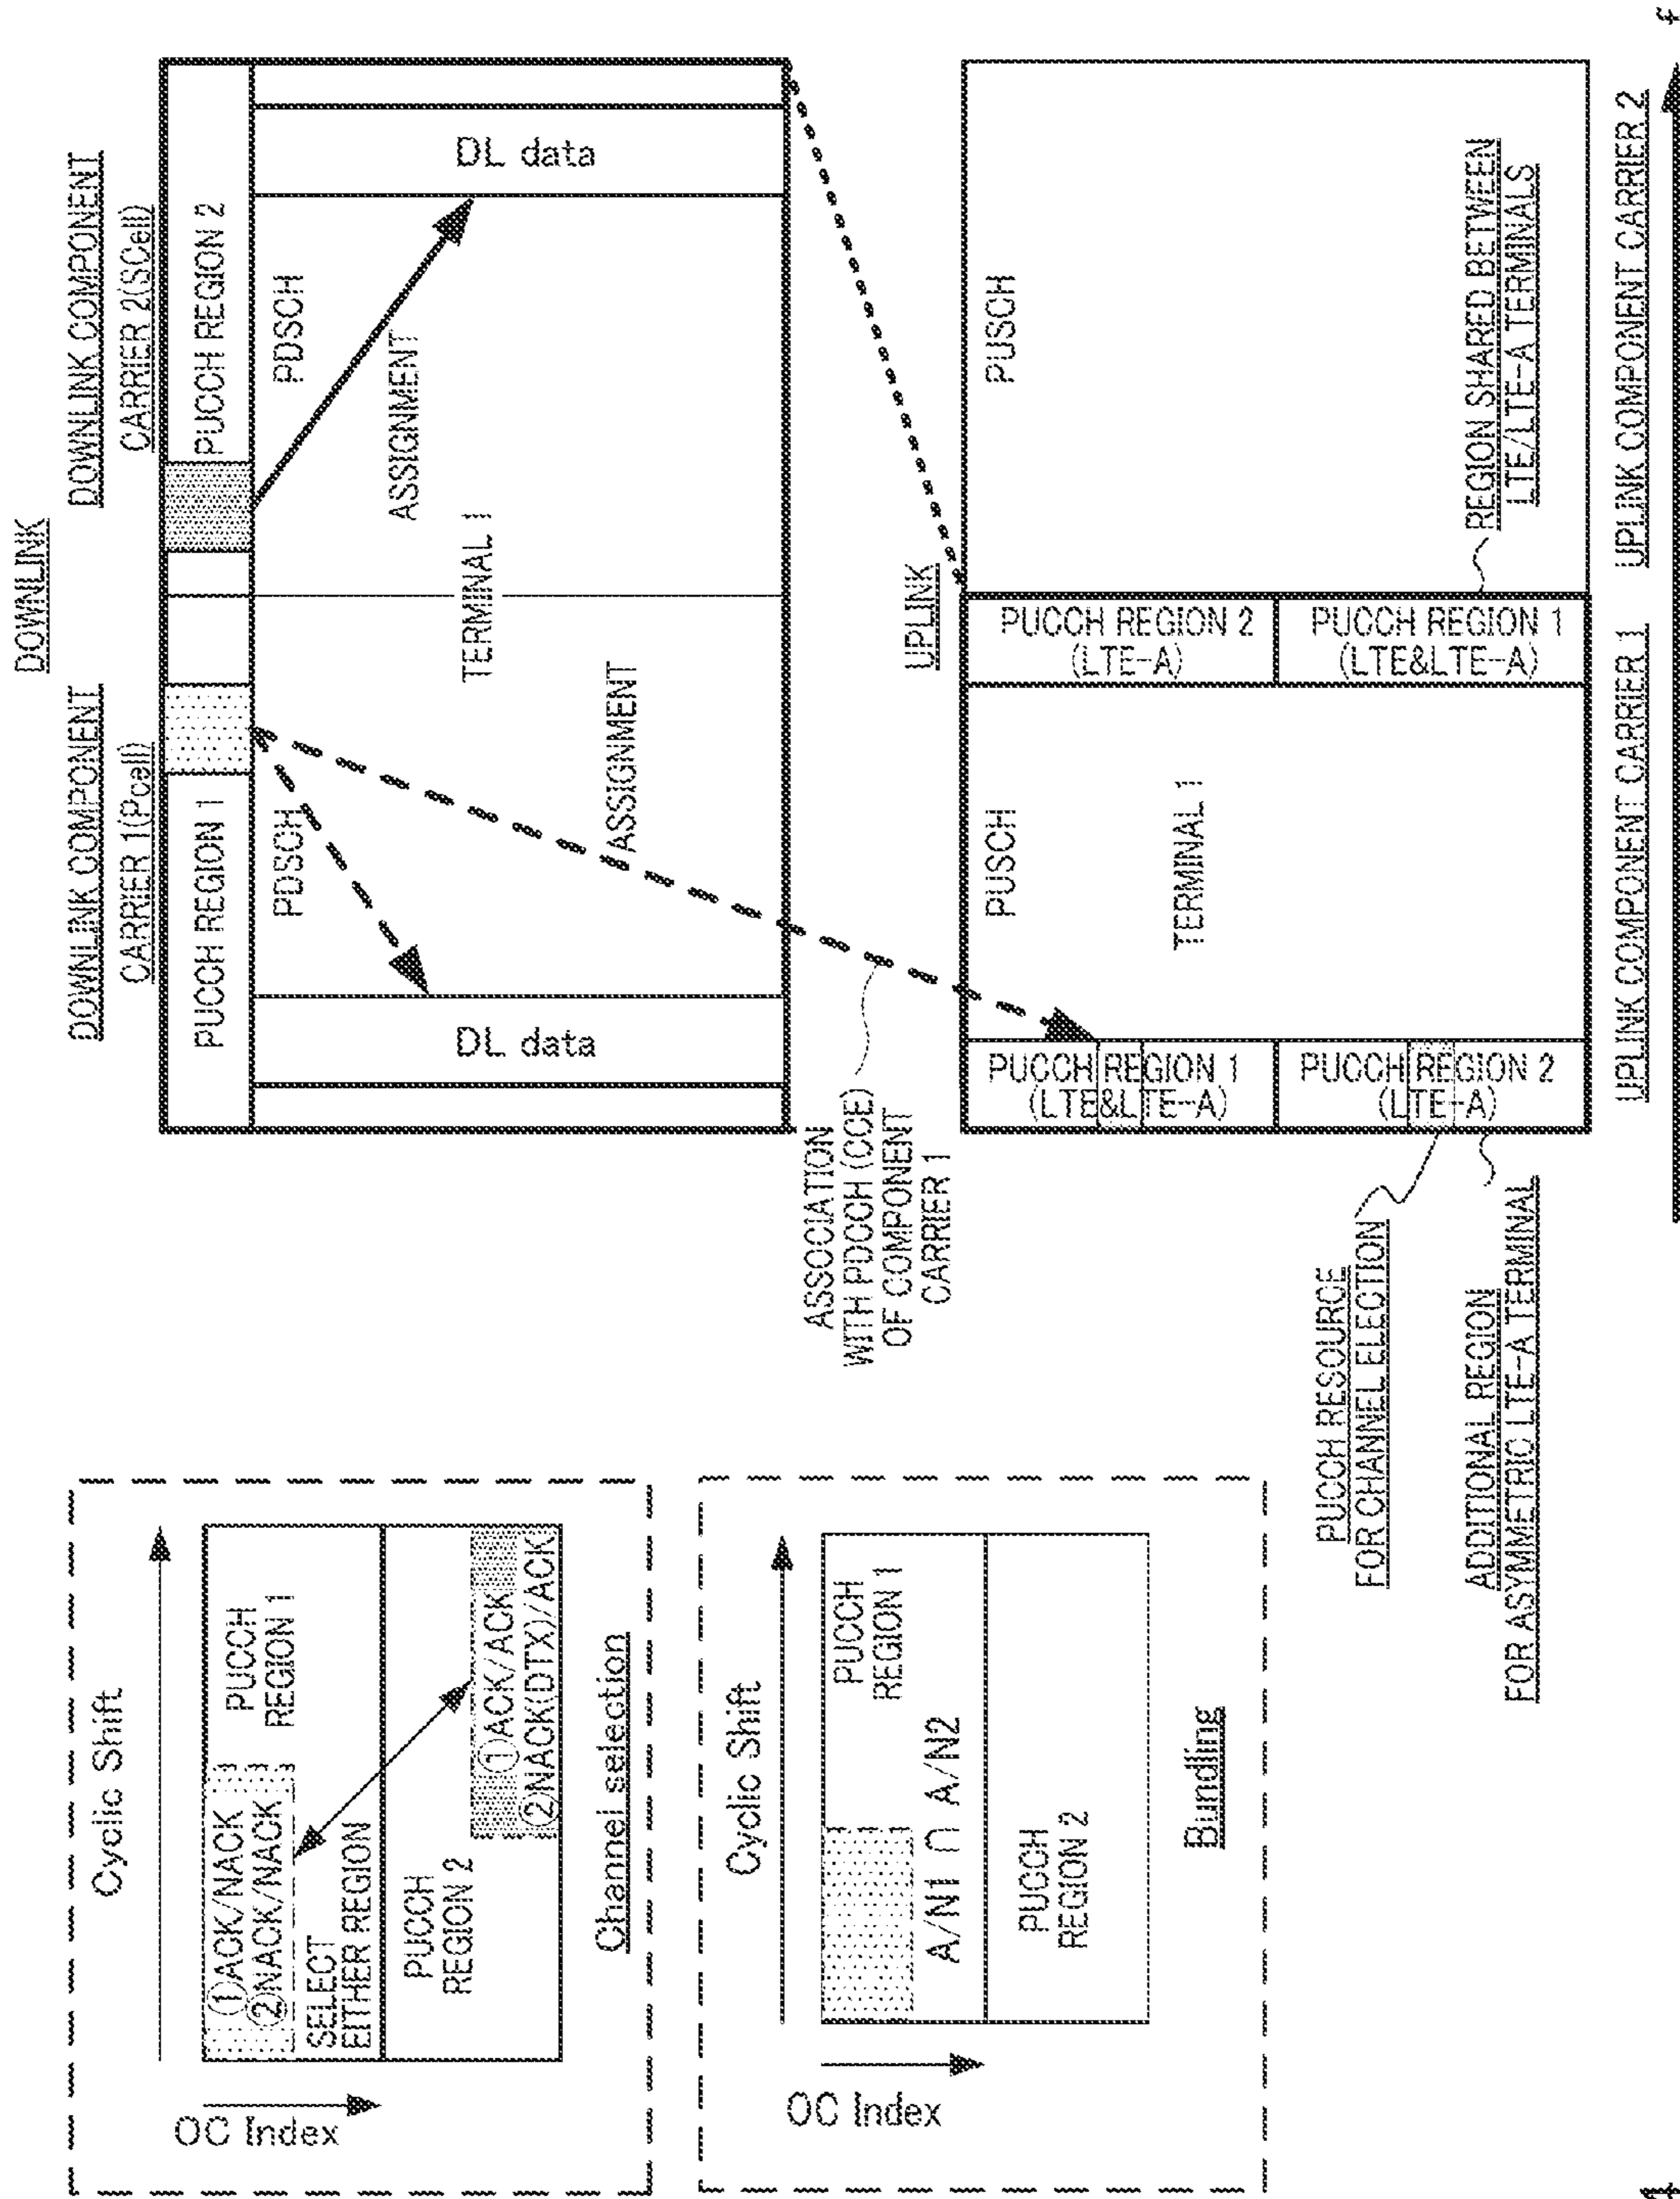 DOWNLINK
DOWNLINK COMPONENT
CARRIER 1(Pcell)
DOWNLINK COMPONENT
CARRIER 2(SCell)
PUCCH REGION 1
PUCCH REGION 2
PDSCH
PDSCH
ASSIGNMENT
TERMINAL 1
ASSIGNMENT
DL data
DL data
ASSOCIATION
WITH PDCCH (CCE)
OF COMPONENT
CARRIER 1
UPLINK
PUCCH REGION 1
(LTE&LTE-A)
PUCCH REGION 2
(LTE-A)
PUSCH
TERMINAL 1
PUCCH REGION 2
(LTE-A)
PUCCH REGION 1
(LTE&LTE-A)
PUSCH
REGION SHARED BETWEEN
LTE/LTE-A TERMINALS
UPLINK COMPONENT CARRIER 1
UPLINK COMPONENT CARRIER 2
f
PUCCH RESOURCE
FOR CHANNEL ELECTION
ADDITIONAL REGION
FOR ASYMMETRIC LTE-A TERMINAL
Cyclic Shift
OC Index
①ACK/NACK
②NACK/NACK
PUCCH
REGION 1
SELECT
EITHER REGION
PUCCH
REGION 2
①ACK/ACK
②NACK(DTX)/ACK
Channel selection
Cyclic Shift
OC Index
PUCCH
REGION 1
A/N1 ∩ A/N2
PUCCH
REGION 2
Bundling